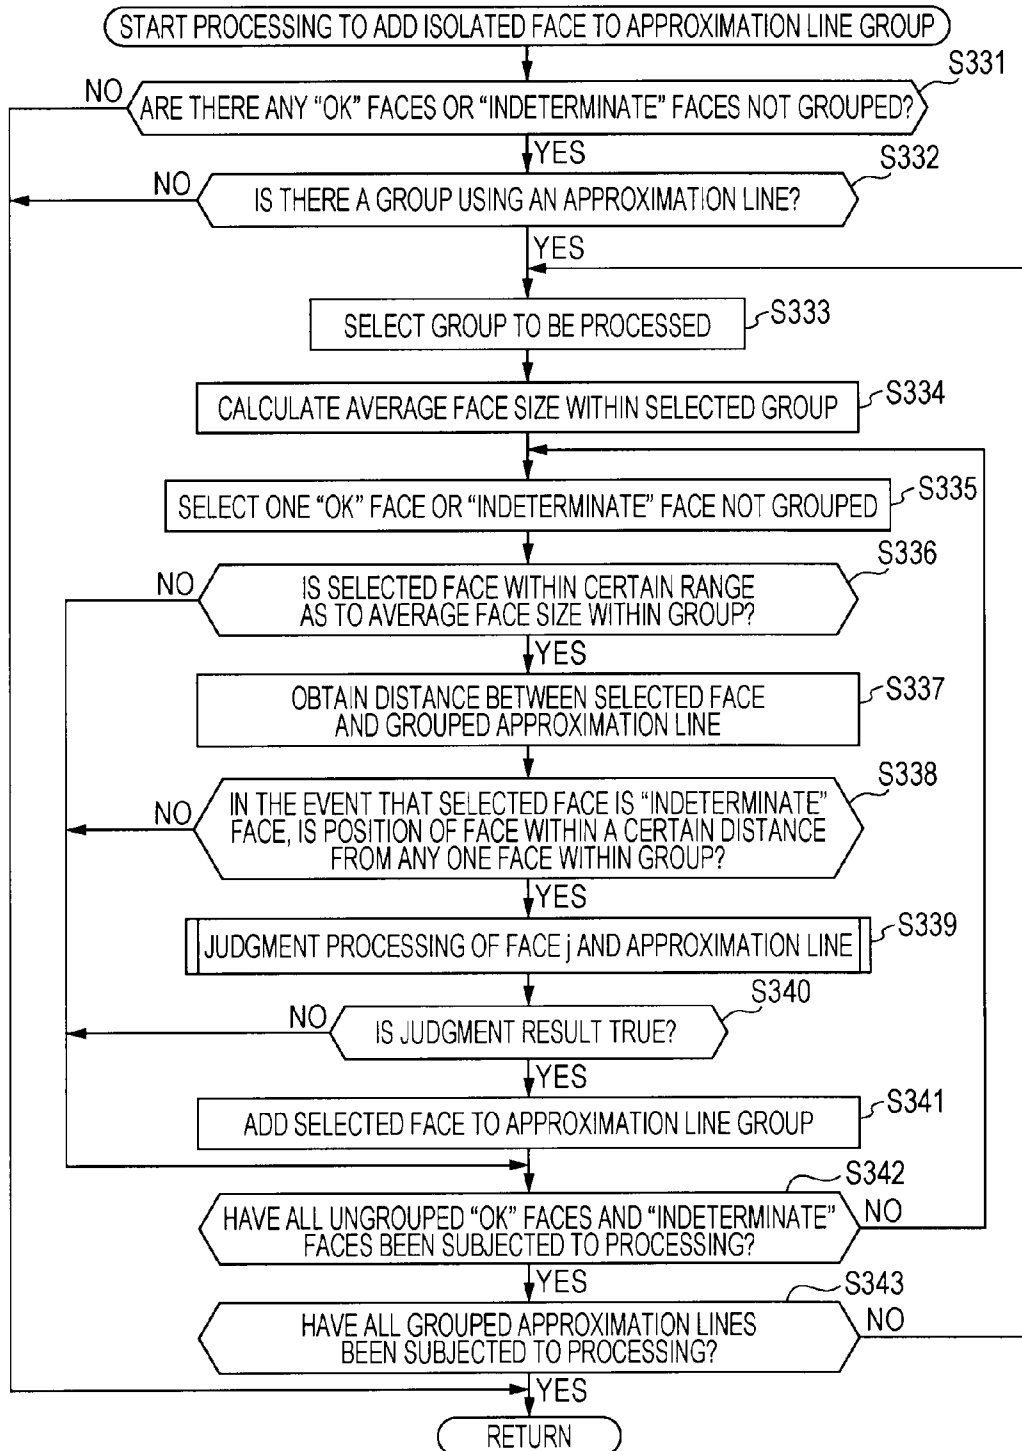 START PROCESSING TO ADD ISOLATED FACE TO APPROXIMATION LINE GROUP
S331
NO
ARE THERE ANY “OK” FACES OR “INDETERMINATE” FACES NOT GROUPED?
YES
S332
NO
IS THERE A GROUP USING AN APPROXIMATION LINE?
YES
SELECT GROUP TO BE PROCESSED
S333
CALCULATE AVERAGE FACE SIZE WITHIN SELECTED GROUP
S334
SELECT ONE “OK” FACE OR “INDETERMINATE” FACE NOT GROUPED
S335
S336
NO
IS SELECTED FACE WITHIN CERTAIN RANGE
AS TO AVERAGE FACE SIZE WITHIN GROUP?
YES
S337
OBTAIN DISTANCE BETWEEN SELECTED FACE
AND GROUPED APPROXIMATION LINE
S338
IN THE EVENT THAT SELECTED FACE IS “INDETERMINATE”
NO
FACE, IS POSITION OF FACE WITHIN A CERTAIN DISTANCE
FROM ANY ONE FACE WITHIN GROUP?
YES
S339
JUDGMENT PROCESSING OF FACE j AND APPROXIMATION LINE
S340
NO
IS JUDGMENT RESULT TRUE?
YES
S341
ADD SELECTED FACE TO APPROXIMATION LINE GROUP
S342
HAVE ALL UNGROUPED “OK” FACES AND “INDETERMINATE”
FACES BEEN SUBJECTED TO PROCESSING?
NO
YES
S343
HAVE ALL GROUPED APPROXIMATION LINES
BEEN SUBJECTED TO PROCESSING?
NO
YES
RETURN